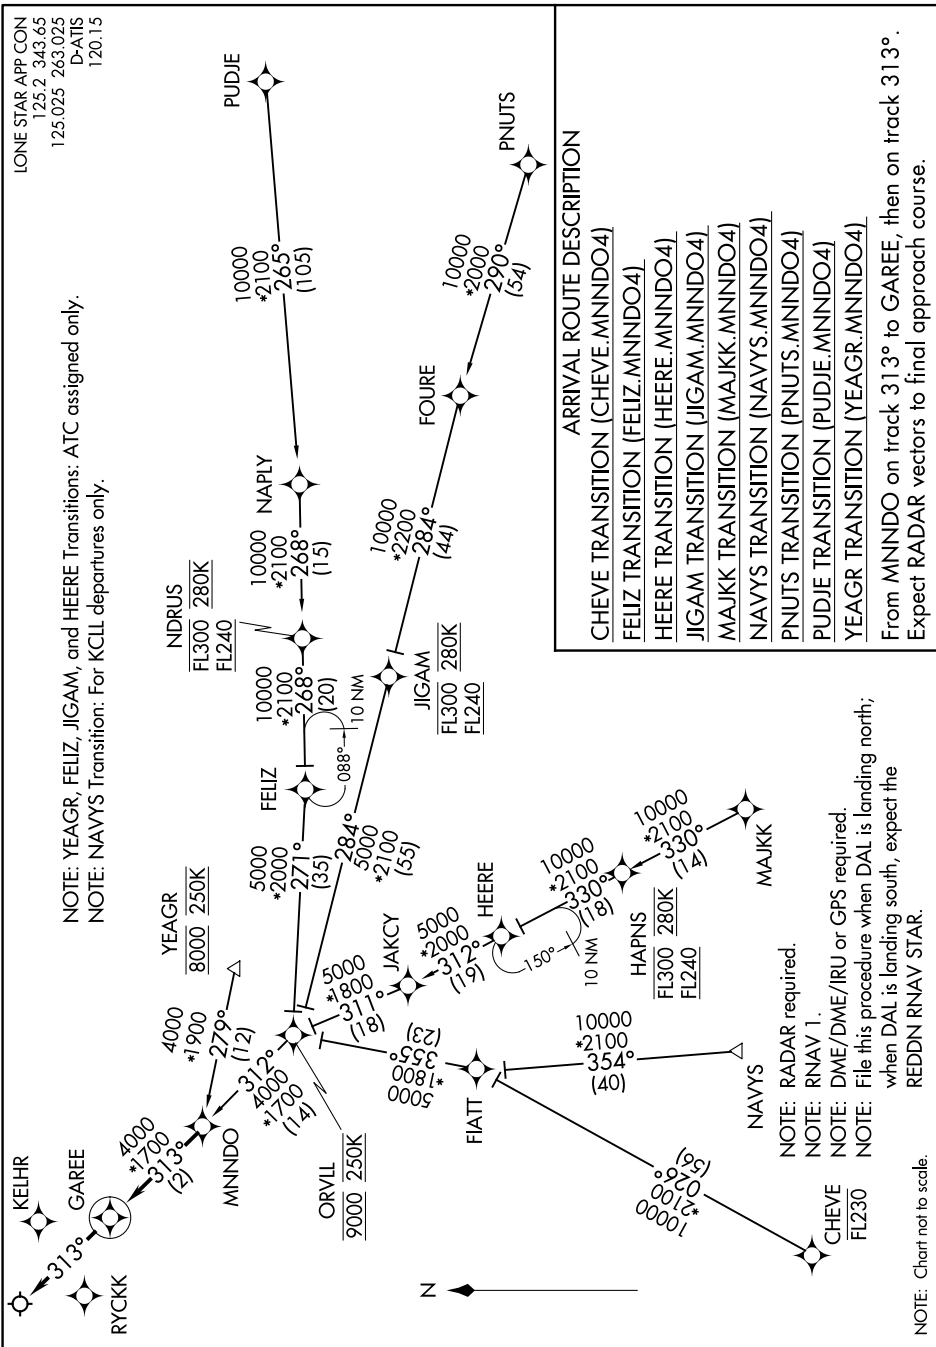 LONE STAR APP CON
125.2 343.65
125.025 263.025
D-ATIS
120.15
NOTE: YEAGR, FELIZ, JIGAM, and HEERE Transitions: ATC assigned only.
NOTE: NAVYS Transition: For KCLL departures only.
KELHR
GAREE
RYCKK
313°
4000
*1700
313°
(2)
MNNDO
4000
*1900
279°
(12)
YEAGR
8000 250K
312°
4000
*1700
(14)
ORVLL
9000 250K
5000
*2000
271°
(35)
FELIZ
088°
10 NM
10000
*2100
268°
(20)
NDRUS
FL300 280K
FL240
10000
*2100
268°
(15)
NAPLY
10000
*2100
265°
(105)
PUDJE
284°
5000
*2100
(55)
JIGAM
FL300 280K
FL240
10000
*2200
284°
(44)
FOURE
10000
*2000
290°
(54)
PNUTS
5000
*1800
311°
(18)
JAKCY
5000
*2000
312°
(19)
HEERE
150°
10 NM
10000
*2100
330°
(18)
HAPNS
FL300 280K
FL240
10000
*2100
330°
(14)
MAJKK
5000
*1800
355°
(23)
FIATT
10000
*2100
354°
(40)
NAVYS
10000
*2100
026°
(56)
CHEVE
FL230
N
NOTE: RADAR required.
NOTE: RNAV 1.
NOTE: DME/DME/IRU or GPS required.
NOTE: File this procedure when DAL is landing north;
when DAL is landing south, expect the
REDDN RNAV STAR.
NOTE: Chart not to scale.
ARRIVAL ROUTE DESCRIPTION
CHEVE TRANSITION (CHEVE.MNNDO4)
FELIZ TRANSITION (FELIZ.MNNDO4)
HEERE TRANSITION (HEERE.MNNDO4)
JIGAM TRANSITION (JIGAM.MNNDO4)
MAJKK TRANSITION (MAJKK.MNNDO4)
NAVYS TRANSITION (NAVYS.MNNDO4)
PNUTS TRANSITION (PNUTS.MNNDO4)
PUDJE TRANSITION (PUDJE.MNNDO4)
YEAGR TRANSITION (YEAGR.MNNDO4)
From MNNDO on track 313° to GAREE, then on track 313°.
Expect RADAR vectors to final approach course.